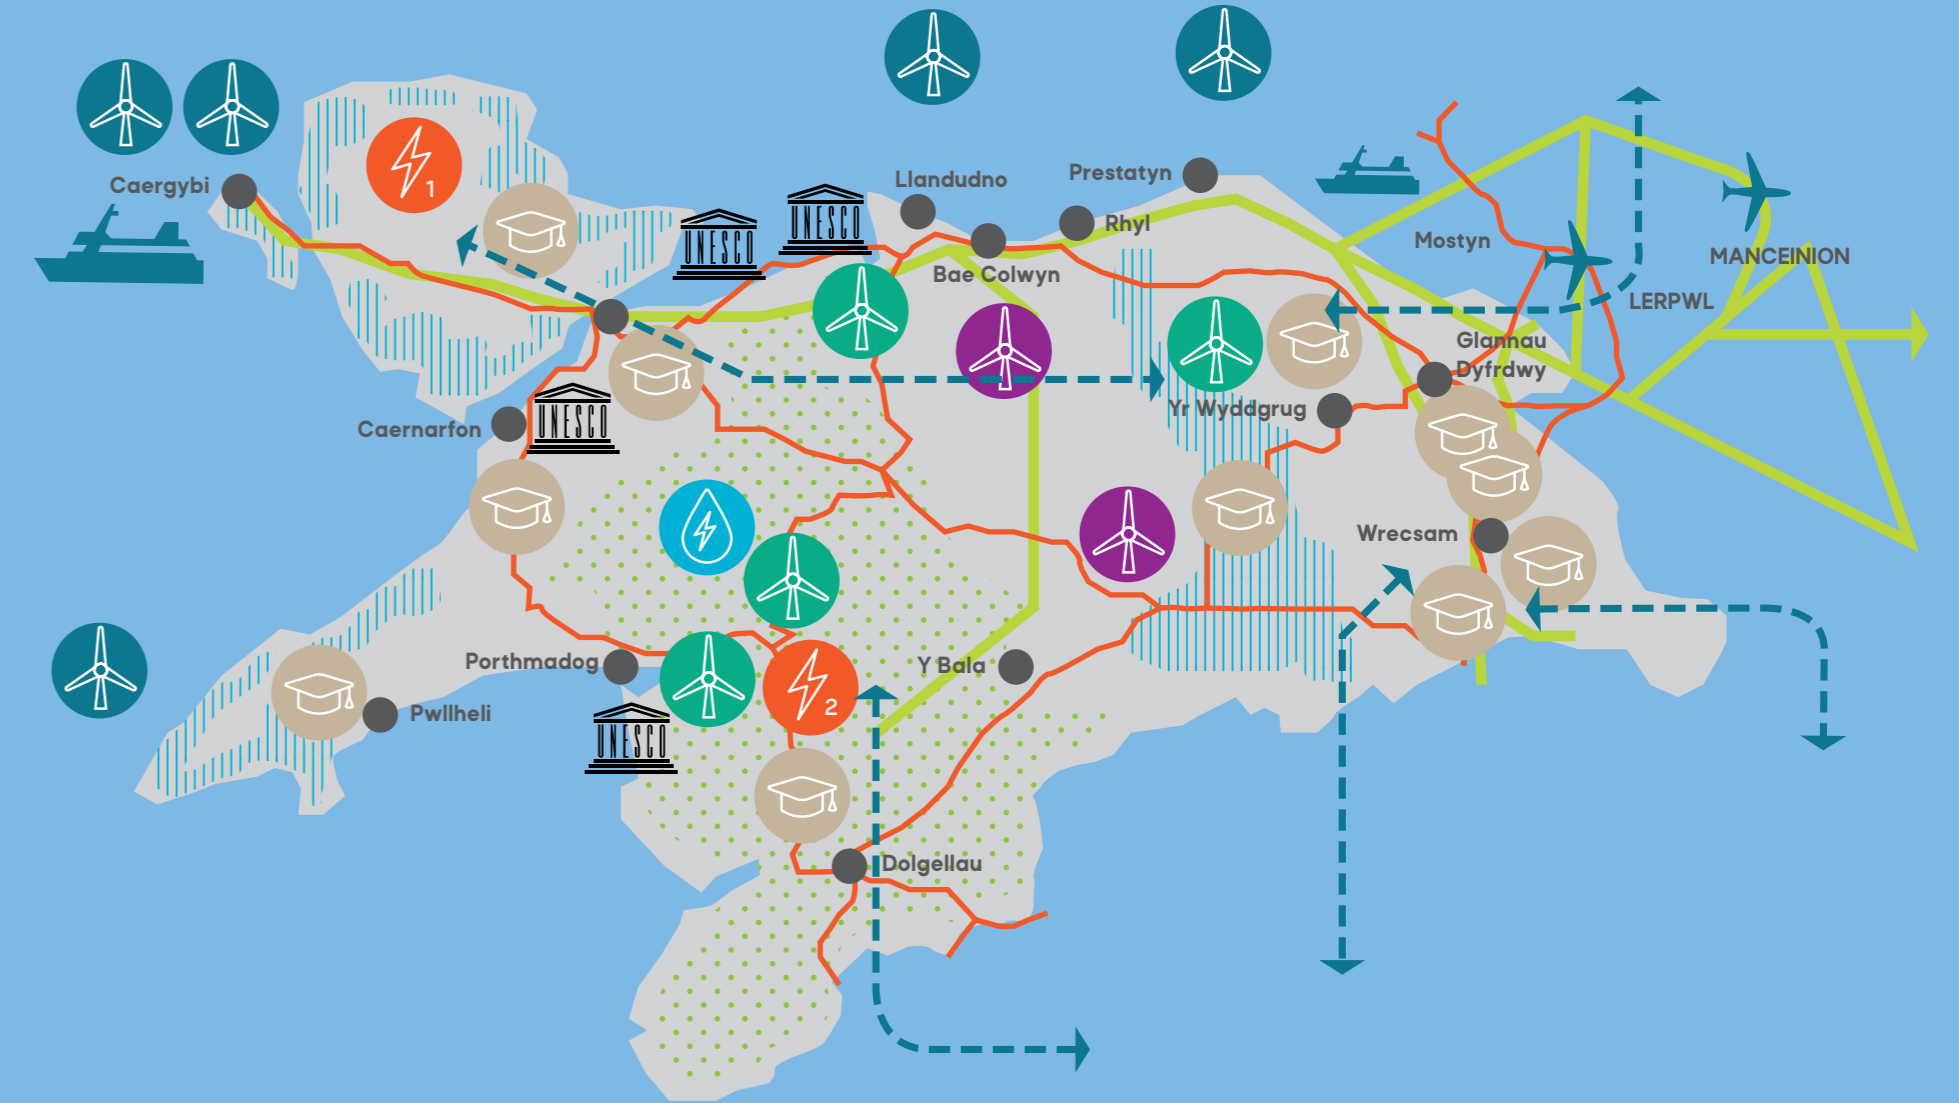 Caergybi
1
UNESCO
UNESCO
Llandudno
Prestatyn
Rhyl
Bae Colwyn
Mostyn
MANCEINION
LERPWL
Glannau
Dyfrdwy
Yr Wyddgrug
Caernarfon
UNESCO
Wrecsam
Porthmadog
Y Bala
2
Pwllheli
UNESCO
Dolgellau